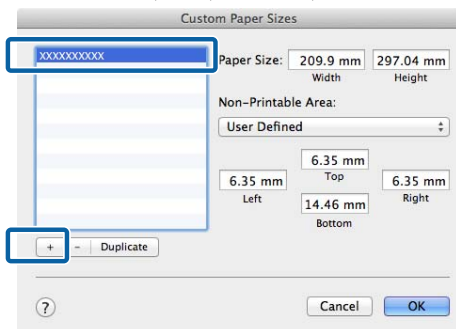 Custom Paper Sizes
XXXXXXXXXX
Paper Size: 209.9 mm 297.04 mm
Width Height
Non-Printable Area:
User Defined
6.35 mm
Top
6.35 mm 6.35 mm
Left Right
14.46 mm
Bottom
+ - Duplicate
? Cancel OK